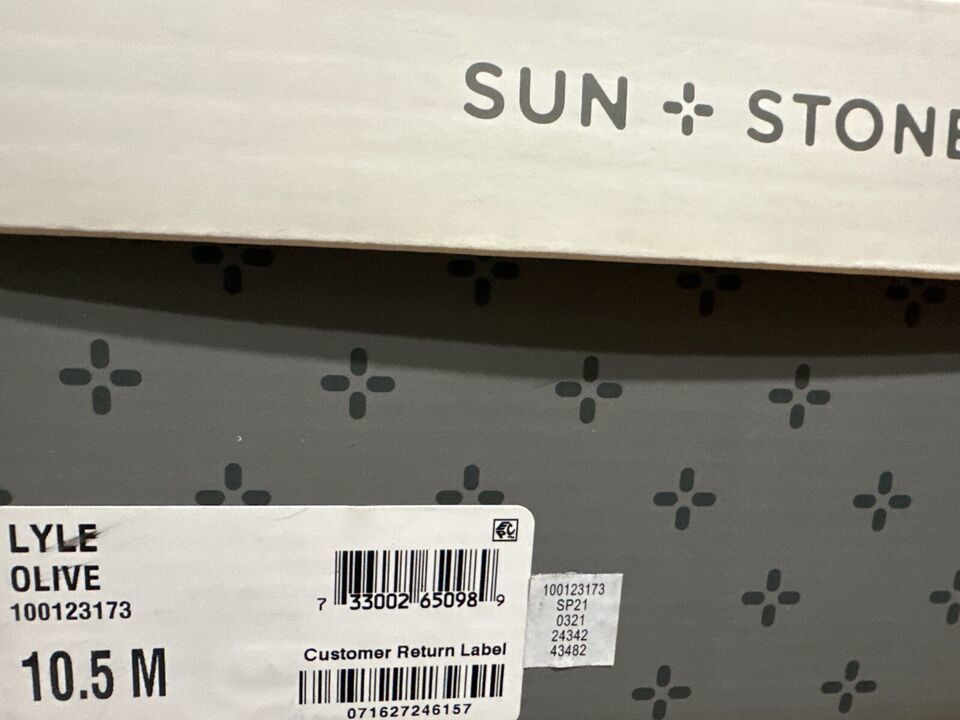 SUN STONE
LYLE
OLIVE
100123173
10.5 M
7 33002 65098 9
Customer Return Label
071627246157
100123173
SP21
0321
24342
43482